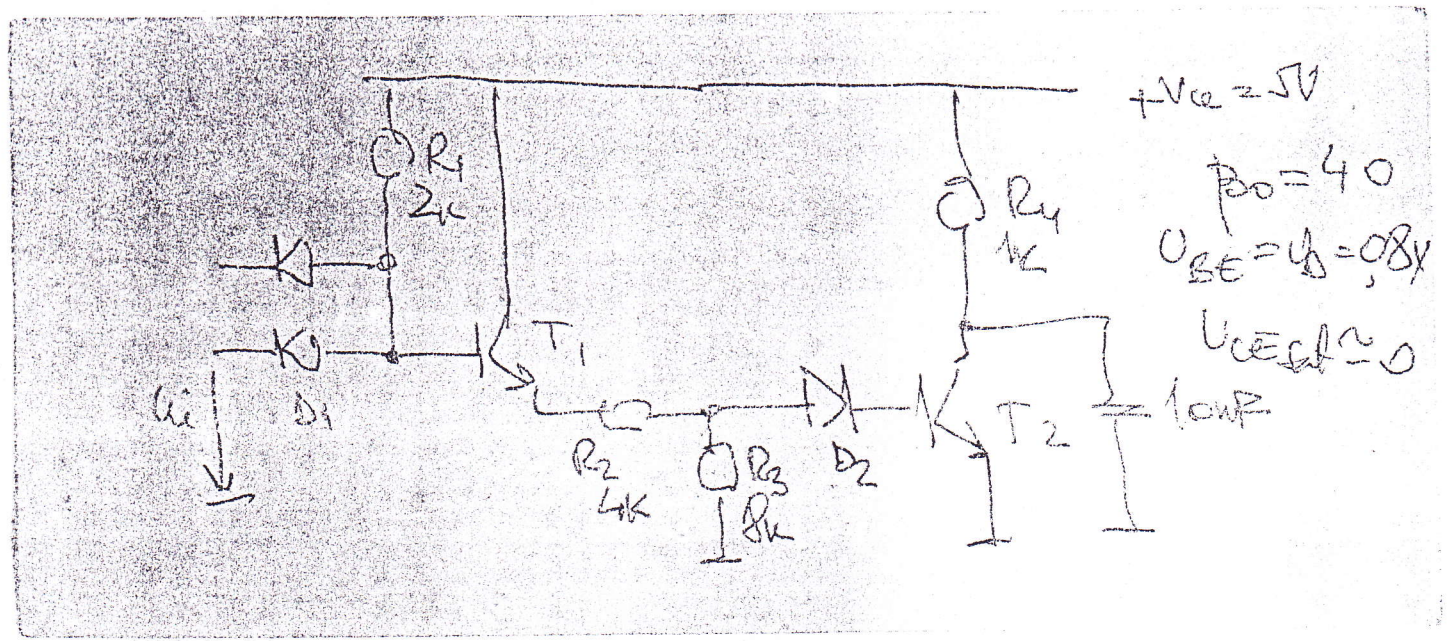 +Vcc = 5V
R1
2K
β0 = 40
R4
1K
UBE = UD = 0,8V
UCEsat ≃ 0
T1
Ui
D1
R2
4K
R3
8K
D2
T2
10nF